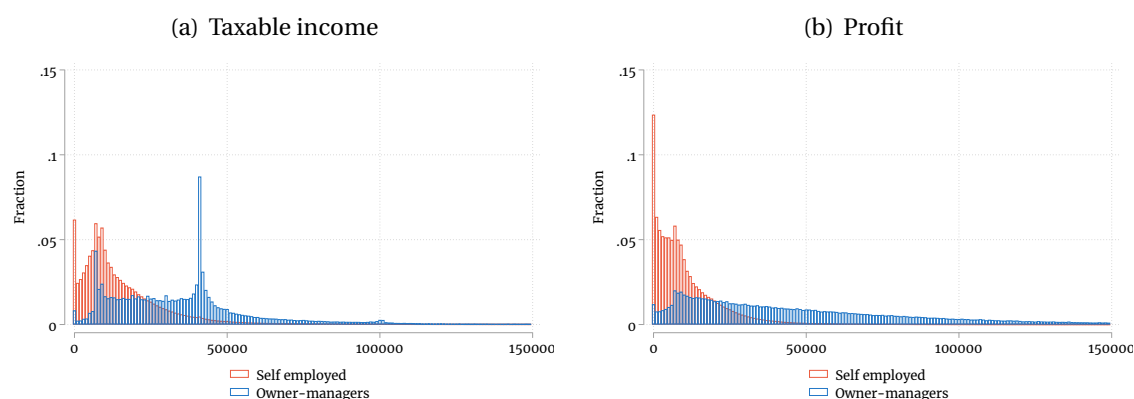 (a) Taxable income
.15
.1
.05
0
Fraction
0 50000 100000 150000
Self employed
Owner-managers
(b) Profit
.15
.1
.05
0
Fraction
0 50000 100000 150000
Self employed
Owner-managers